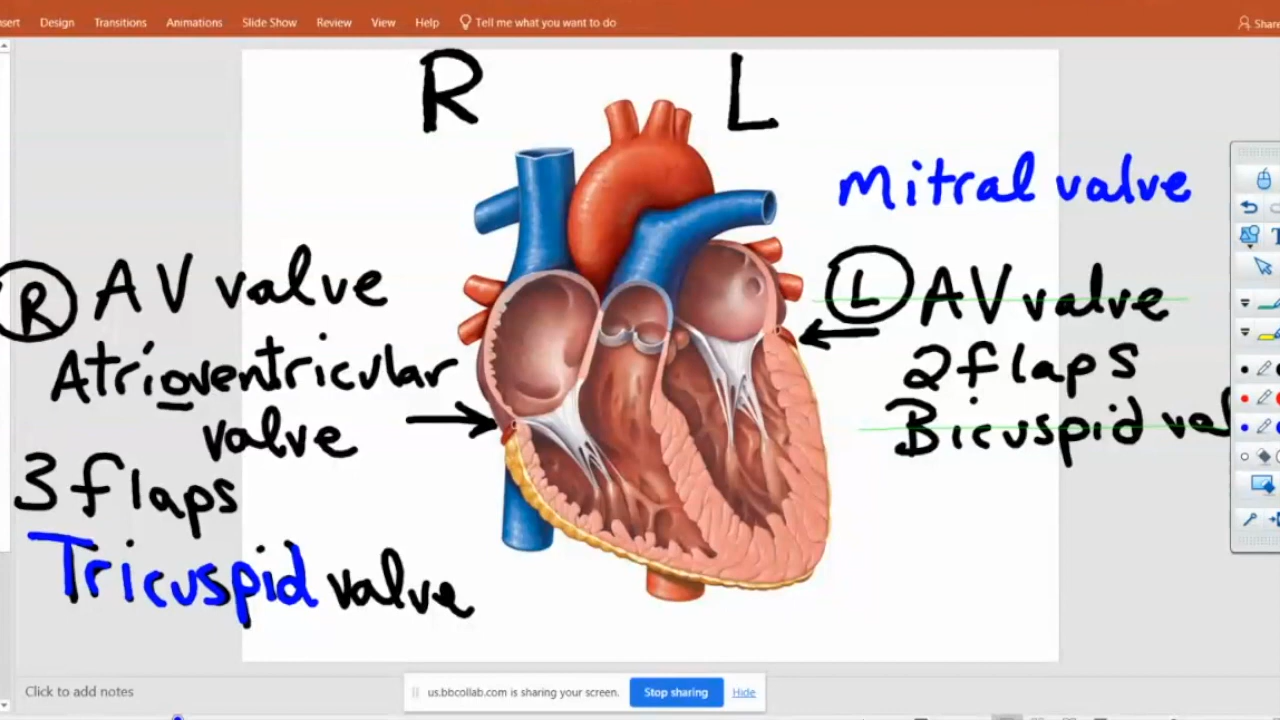 nsert Design Transitions Animations Slide Show Review View Help Tell me what you want to do Share
R L
Mitral valve
R AV valve
Atrioventricular
valve
3 flaps
Tricuspid valve
L AV valve
2 flaps
Bicuspid val
T
Click to add notes
us.bbcollab.com is sharing your screen. Stop sharing Hide